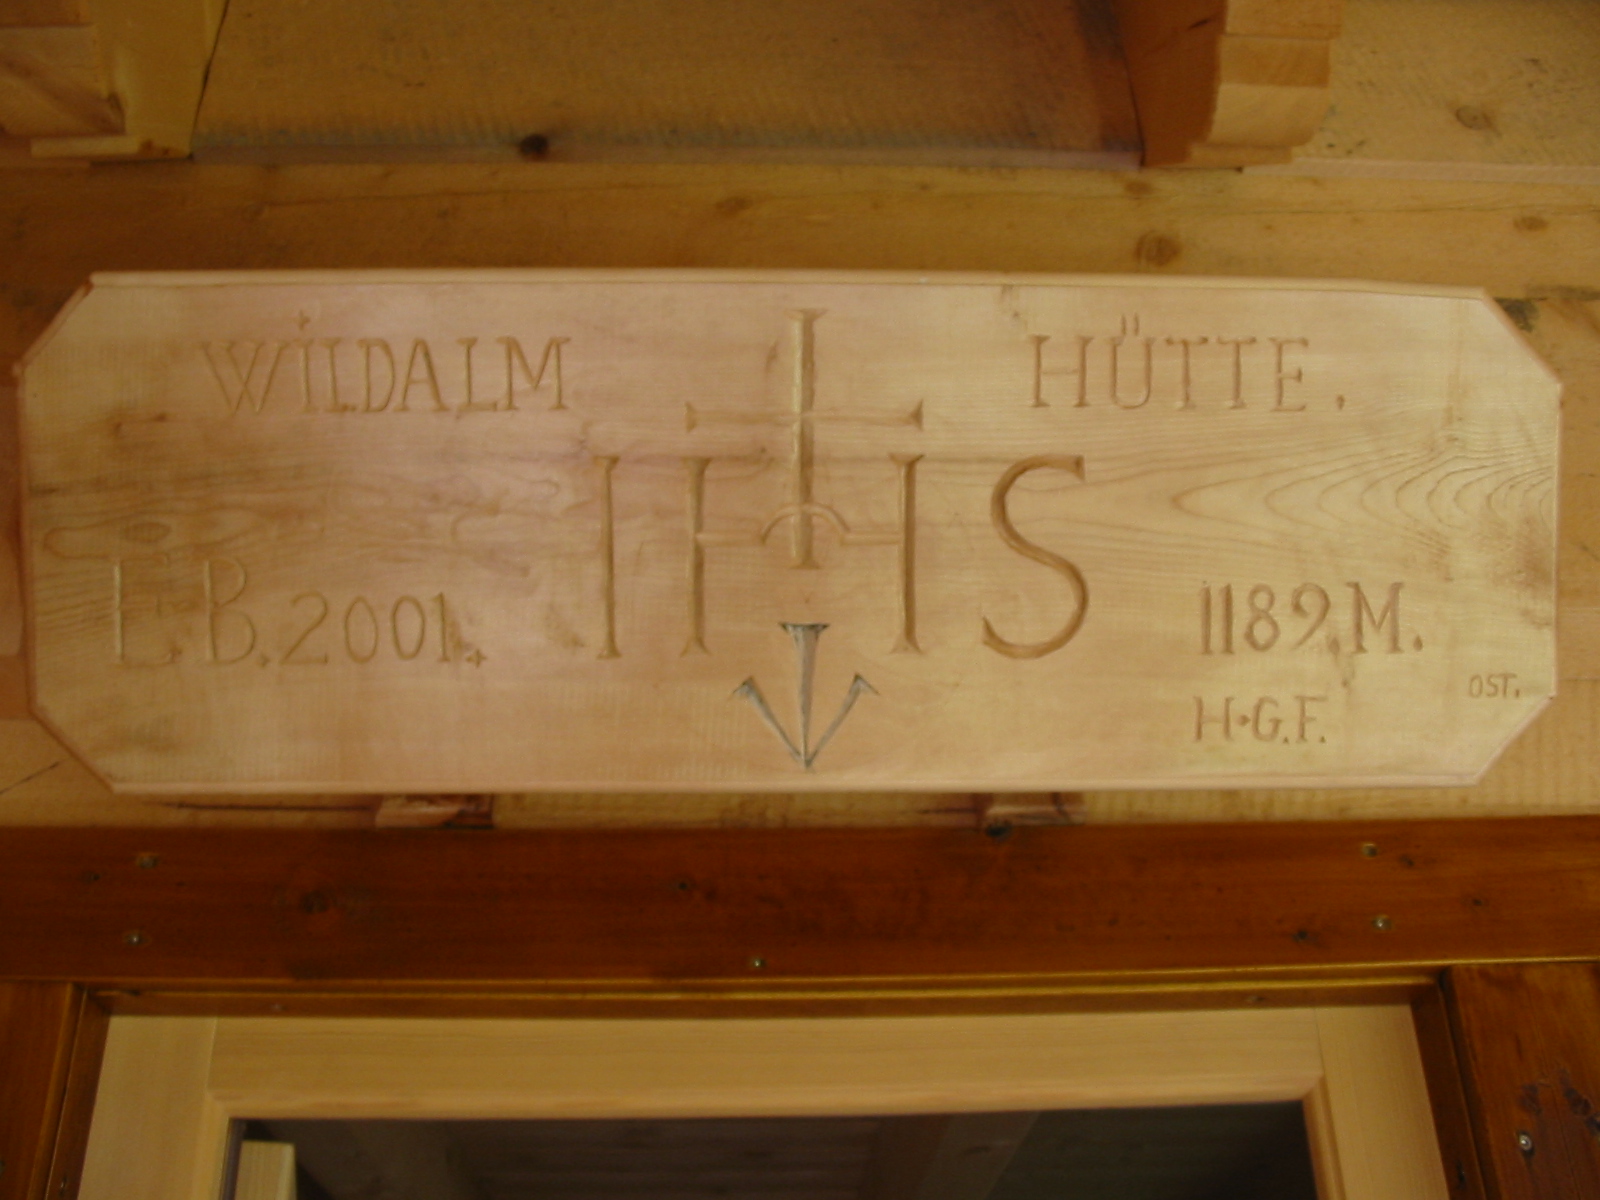 WILDALM HÜTTE.
IHS
E.B.2001. 1189.M.
OST.
H.G.F.